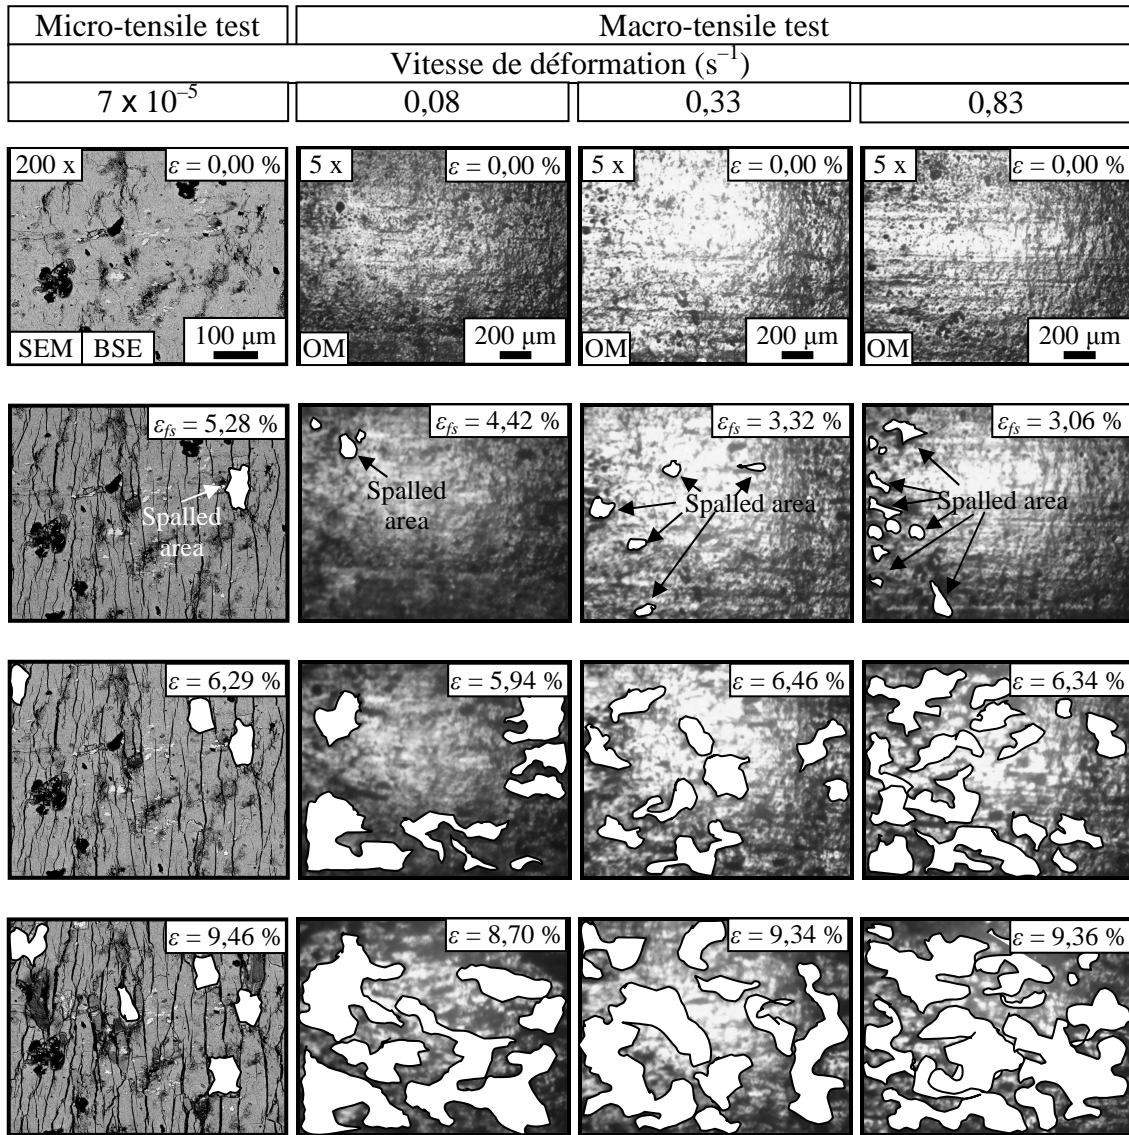 Micro-tensile test Macro-tensile test
Vitesse de déformation (s⁻¹)
7 x 10⁻⁵ 0,08 0,33 0,83
200 x ε = 0,00 % 5 x ε = 0,00 % 5 x ε = 0,00 % 5 x ε = 0,00 %
100 µm 200 µm 200 µm 200 µm
SEM BSE OM OM OM
ε_fs = 5,28 % ε_fs = 4,42 % ε_fs = 3,32 % ε_fs = 3,06 %
Spalled area Spalled area Spalled area Spalled area
ε = 6,29 % ε = 5,94 % ε = 6,46 % ε = 6,34 %
ε = 9,46 % ε = 8,70 % ε = 9,34 % ε = 9,36 %